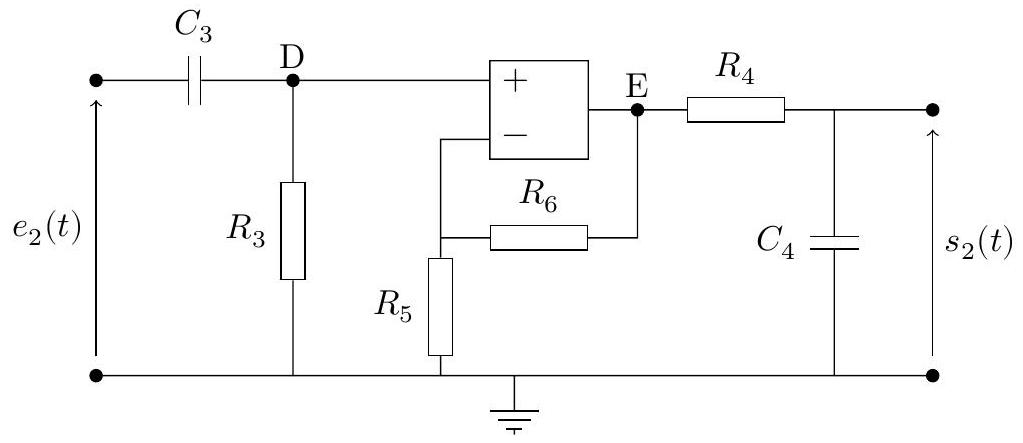 C₃
D
+
E
R₄
−
R₆
e₂(t)
R₃
C₄
s₂(t)
R₅